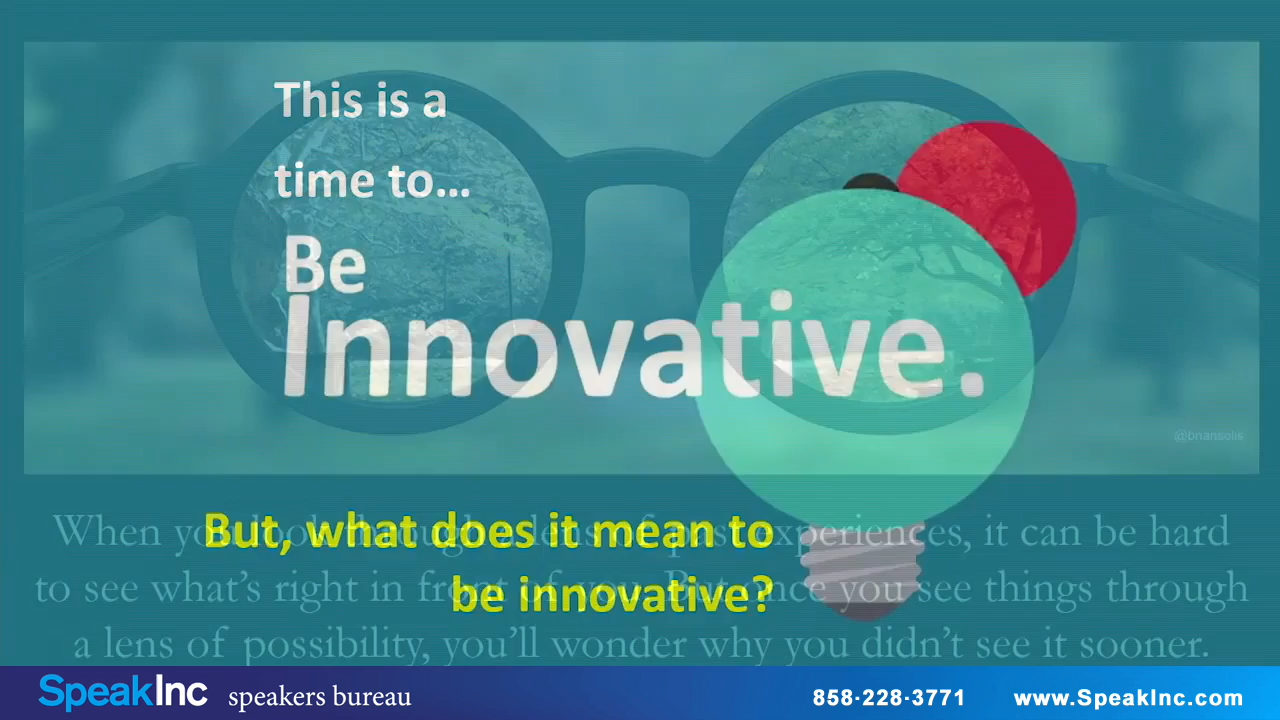 This is a
time to...
Be
Innovative.
@briansolis
But, what does it mean to
be innovative?
When you look through a lens of past experiences, it can be hard
to see what's right in front of you. But once you see things through
a lens of possibility, you'll wonder why you didn't see it sooner.
SpeakInc speakers bureau
858-228-3771
www.SpeakInc.com